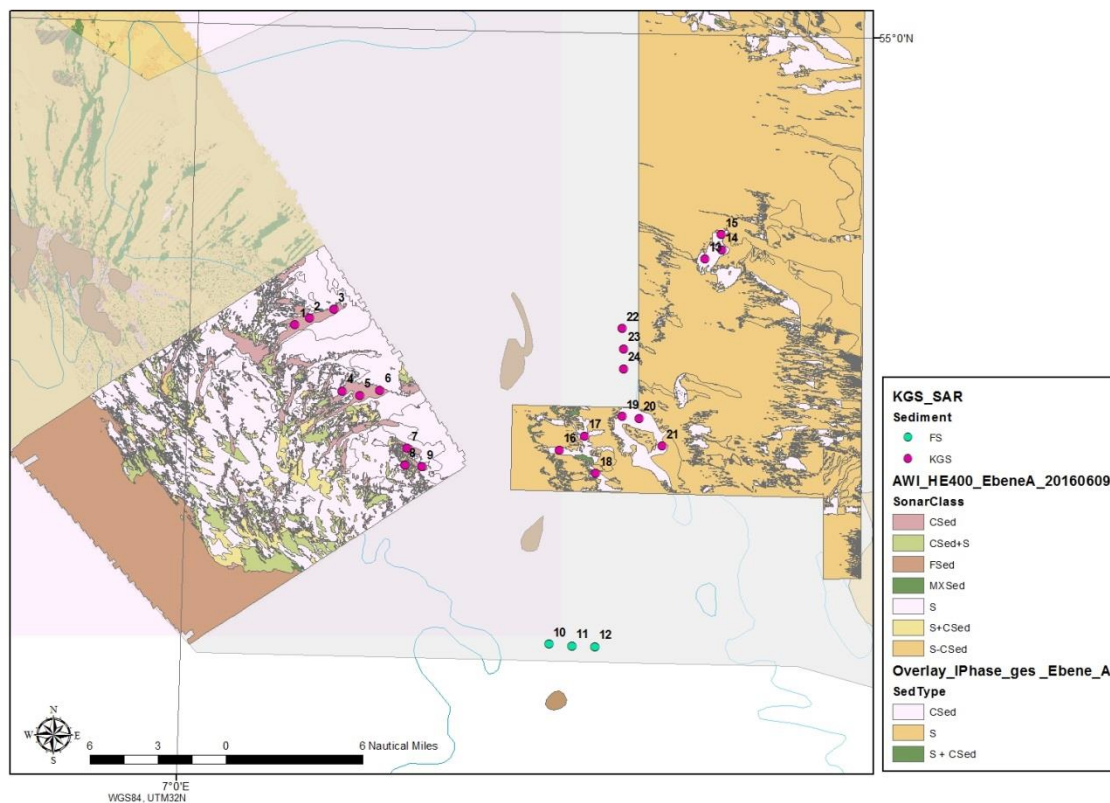 55°0'N
15
14
13
3
2
1
22
23
24
6
4
5
19
20
17
21
16
7
18
8
9
10
11
12
N
W
E
S
6
3
0
6 Nautical Miles
7°0'E
WGS84, UTM32N
KGS_SAR
Sediment
FS
KGS
AWI_HE400_EbeneA_20160609
SonarClass
CSed
CSed+S
FSed
MXSed
S
S+CSed
S-CSed
Overlay_IPhase_ges _Ebene_A
SedType
CSed
S
S + CSed